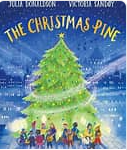 JULIA DONALDSON VICTORIA SANDØY
THE CHRISTMAS PINE